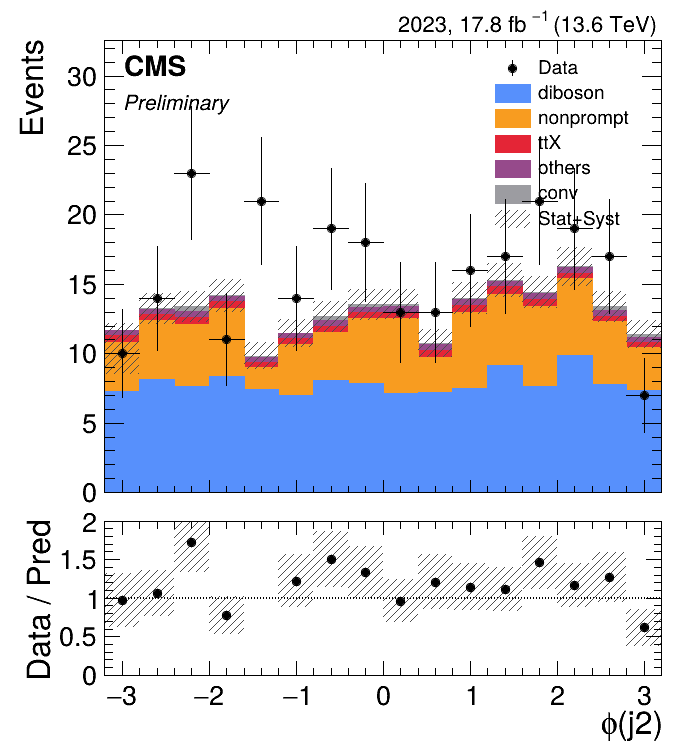 2023, 17.8 fb⁻¹ (13.6 TeV)
Events
CMS
Preliminary
Data
diboson
nonprompt
ttX
others
conv
Stat+Syst
30
25
20
15
10
5
0
Data / Pred
2
1.5
1
0.5
0
−3 −2 −1 0 1 2 3
ϕ(j2)